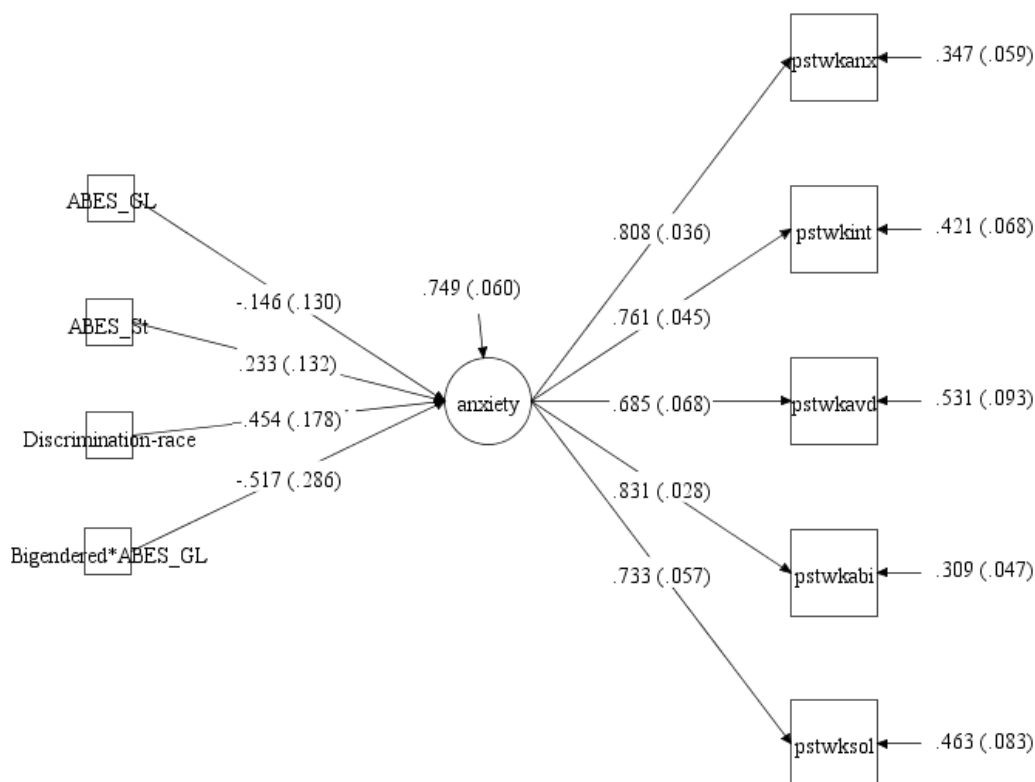 pstwkanx
.347 (.059)
ABES_GL
.808 (.036)
pstwkint
.421 (.068)
-.146 (.130)
.749 (.060)
ABES_St
.761 (.045)
.233 (.132)
anxiety
.685 (.068)
pstwkavd
.531 (.093)
.454 (.178)
Discrimination-race
-.517 (.286)
.831 (.028)
Bigendered*ABES_GL
.733 (.057)
pstwkabi
.309 (.047)
pstwksol
.463 (.083)